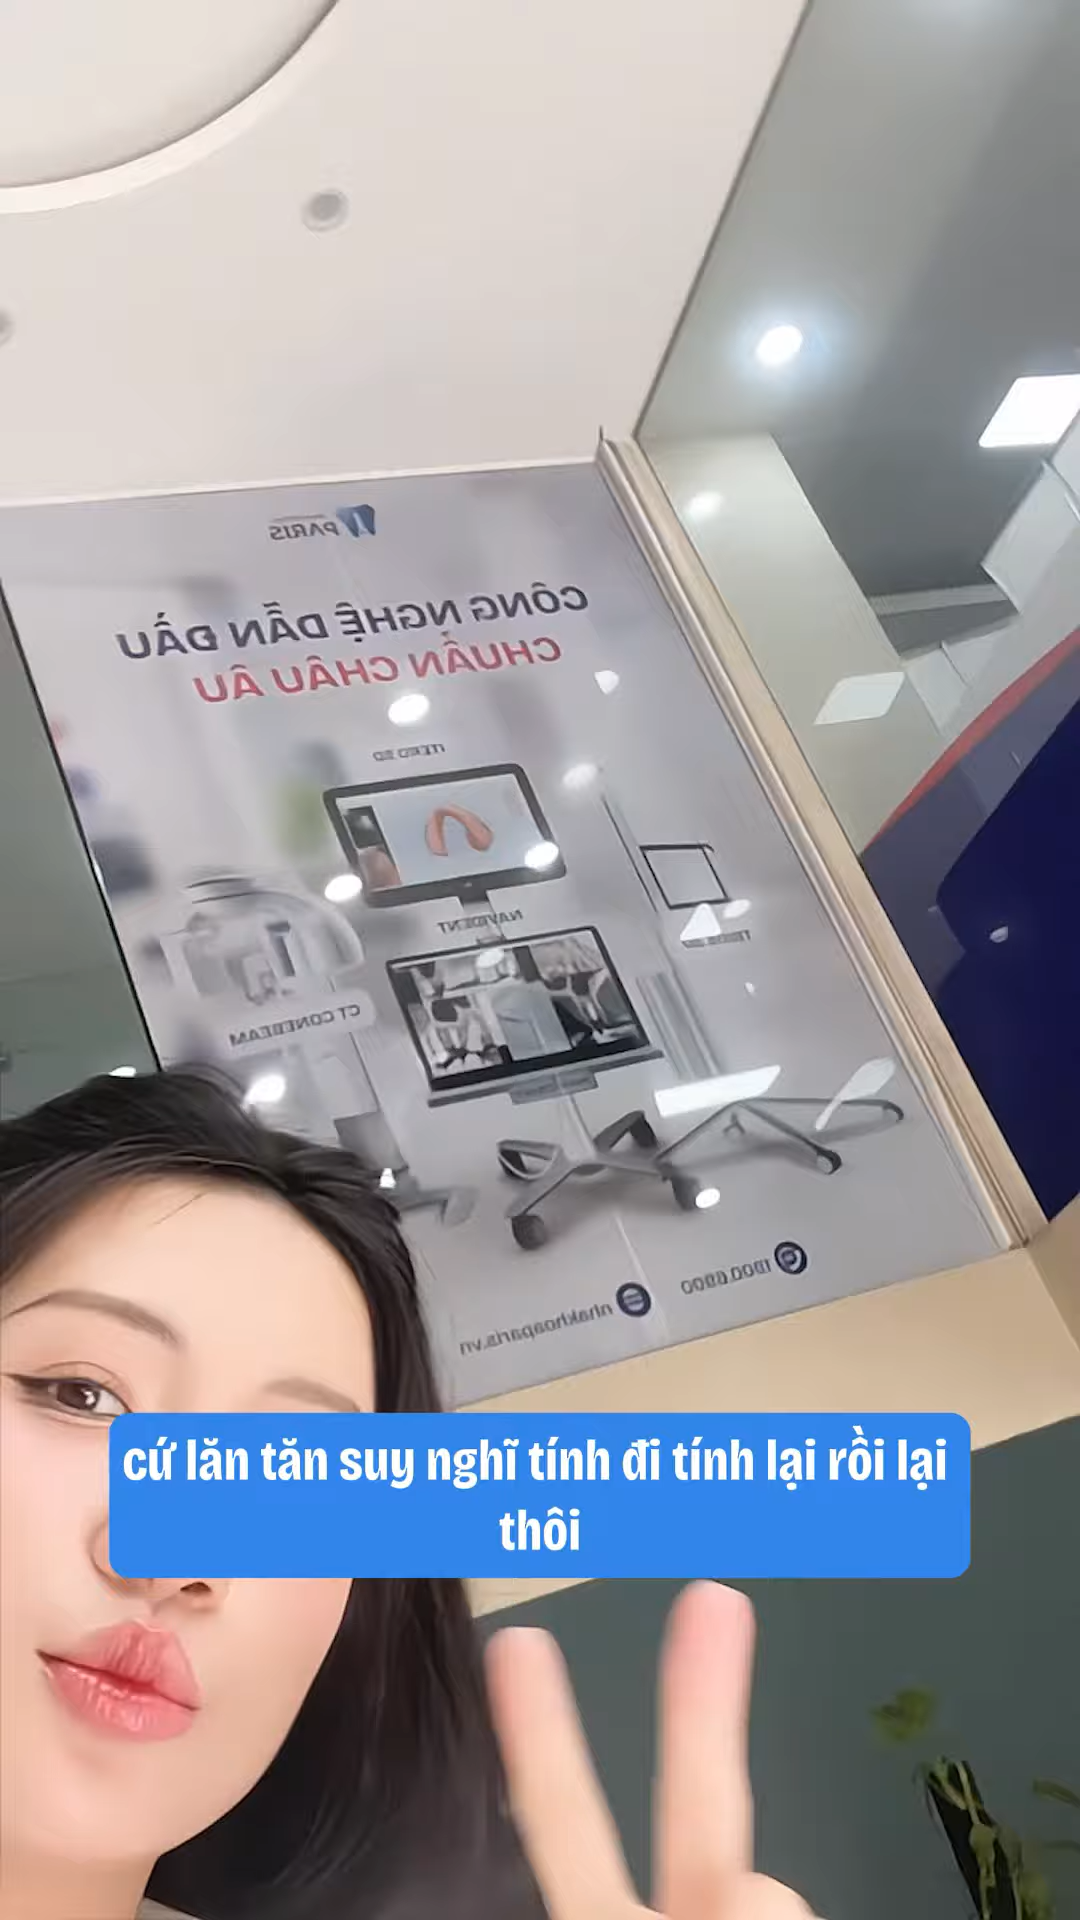 PARIS
CÔNG NGHỆ DẪN ĐẦU
CHUẨN CHÂU ÂU
ITERO 5D
NAVIDENT
CT CONEBEAM
1900.6900
nhakhoaparis.vn
cứ lăn tăn suy nghĩ tính đi tính lại rồi lại
thôi